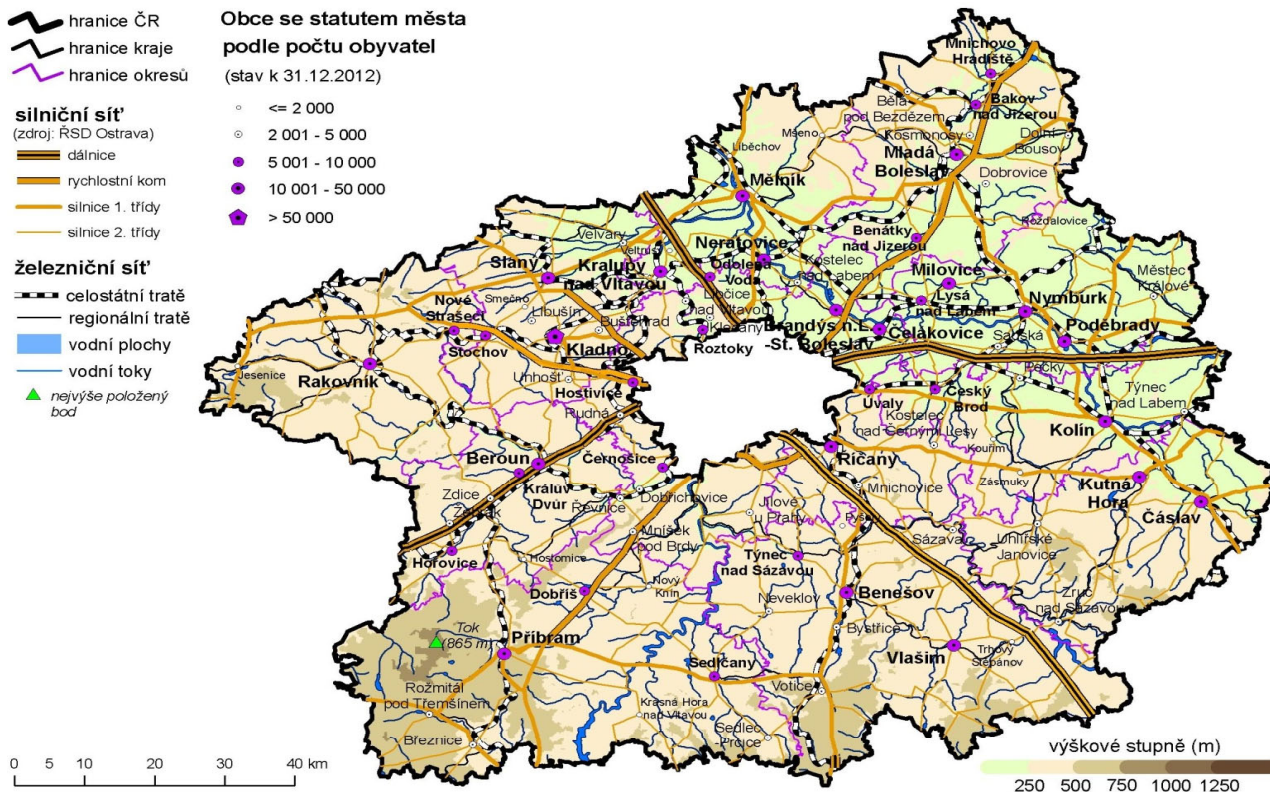 hranice ČR
hranice kraje
hranice okresů
silniční síť
(zdroj: ŘSD Ostrava)
dálnice
rychlostní kom
silnice 1. třídy
silnice 2. třídy
železniční síť
celostátní tratě
regionální tratě
vodní plochy
vodní toky
nejvýše položený
bod
Obce se statutem města
podle počtu obyvatel
(stav k 31.12.2012)
<= 2 000
2 001 - 5 000
5 001 - 10 000
10 001 - 50 000
> 50 000
Mnichovo
Hradiště
Bělá
pod Bezdězem
Bakov
nad Jizerou
Mšeno
Kosmonosy
Dolní
Bousov
Liběchov
Mladá
Boleslav
Mělník
Dobrovice
Rožďalovice
Benátky
nad Jizerou
Velvary
Veltrusy
Neratovice
Kostelec
nad Labem
Slaný
Kralupy
nad Vltavou
Odolena
Voda
Milovice
Městec
Králové
Lysá
nad Labem
Nymburk
Nové
Strašecí
Smečno
Libušín
Buštěhrad
Libčice
nad Vltavou
Klecany
Brandýs n.L.
-St. Boleslav
Čelákovice
Sadská
Poděbrady
Stochov
Kladno
Roztoky
Jesenice
Rakovník
Unhošť
Hostivice
Pečky
Týnec
nad Labem
Úvaly
Český
Brod
Rudná
Kostelec
nad Černými lesy
Kouřim
Kolín
Beroun
Černošice
Říčany
Zásmuky
Kutná
Hora
Králův
Dvůr
Zdice
Žebrák
Řevnice
Dobřichovice
Mnichovice
Jílové
u Prahy
Pyšely
Čáslav
Mníšek
pod Brdy
Sázava
Uhlířské
Janovice
Hořovice
Hostomice
Týnec
nad Sázavou
Dobříš
Nový
Knín
Neveklov
Benešov
Zruč
nad Sázavou
Tok
(865 m)
Příbram
Bystřice
Vlašim
Trhový
Štěpánov
Sedlčany
Rožmitál
pod Třemšínem
Votice
Krásná Hora
nad Vltavou
Březnice
Sedlec
-Prčice
0 10 20 30 40 km
výškové stupně (m)
250 500 750 1000 1250